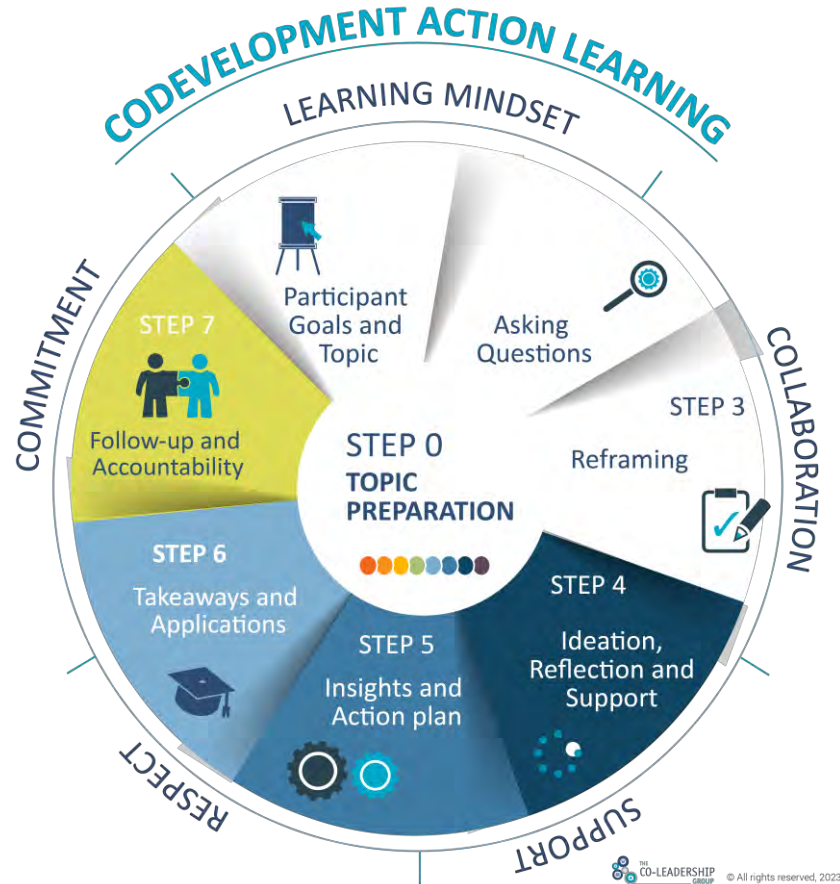 CODEVELOPMENT ACTION LEARNING
LEARNING MINDSET
COLLABORATION
SUPPORT
RESPECT
COMMITMENT
STEP 0
TOPIC
PREPARATION
Participant
Goals and
Topic
Asking
Questions
STEP 3
Reframing
STEP 4
Ideation,
Reflection and
Support
STEP 5
Insights and
Action plan
STEP 6
Takeaways and
Applications
STEP 7
Follow-up and
Accountability
THE
CO-LEADERSHIP
GROUP
© All rights reserved, 2023